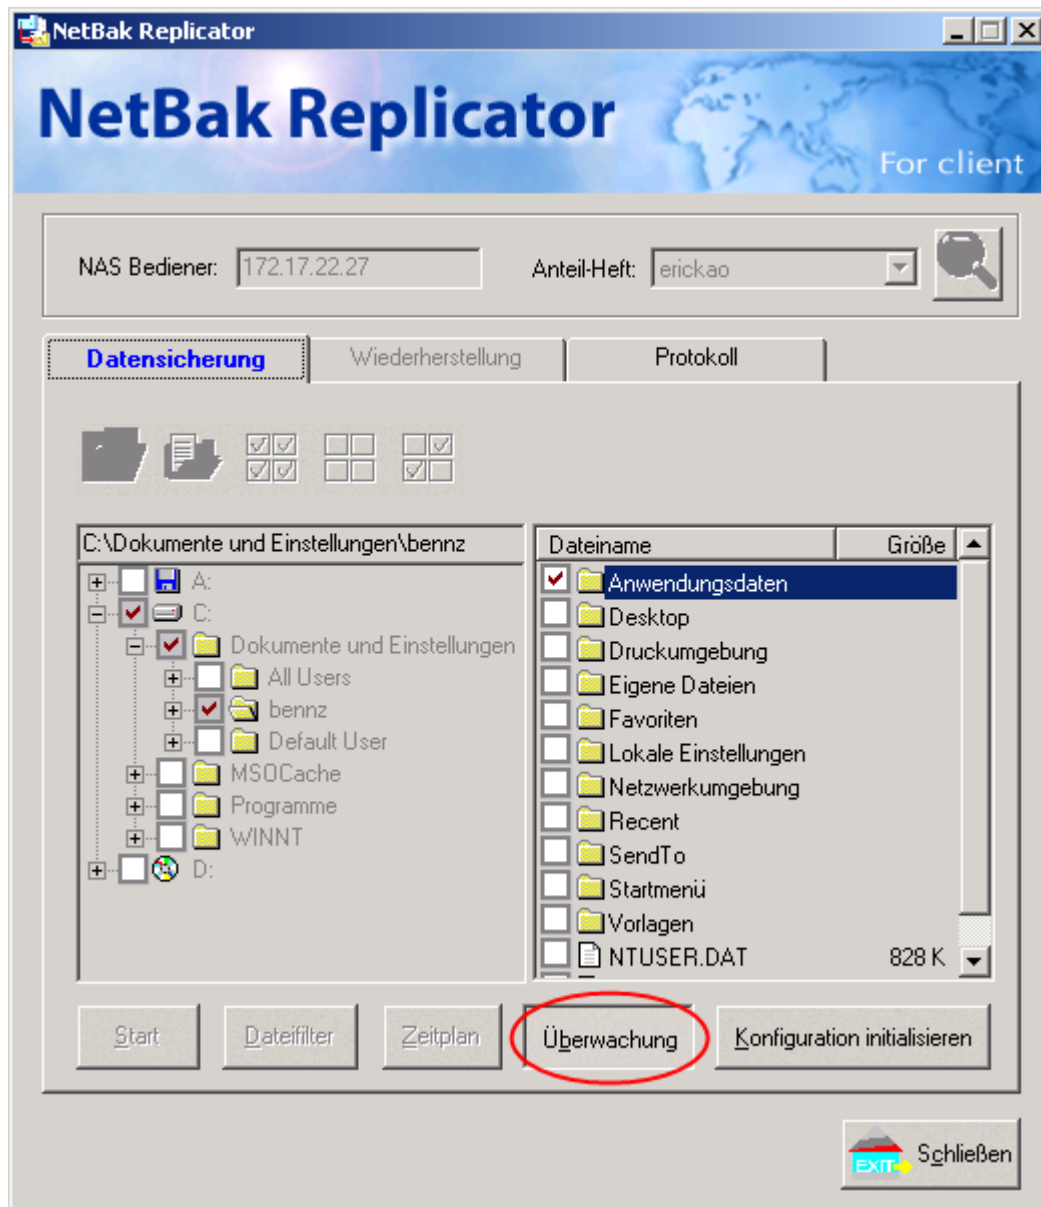 NetBak Replicator
NetBak Replicator
For client
NAS Bediener: 172.17.22.27 Anteil-Heft: erickao
Datensicherung Wiederherstellung Protokoll
C:\Dokumente und Einstellungen\bennz
A:
C:
Dokumente und Einstellungen
All Users
bennz
Default User
MSOCache
Programme
WINNT
D:
Dateiname Größe
Anwendungsdaten
Desktop
Druckumgebung
Eigene Dateien
Favoriten
Lokale Einstellungen
Netzwerkumgebung
Recent
SendTo
Startmenü
Vorlagen
NTUSER.DAT 828 K
Start Dateifilter Zeitplan Überwachung Konfiguration initialisieren
EXIT Schließen